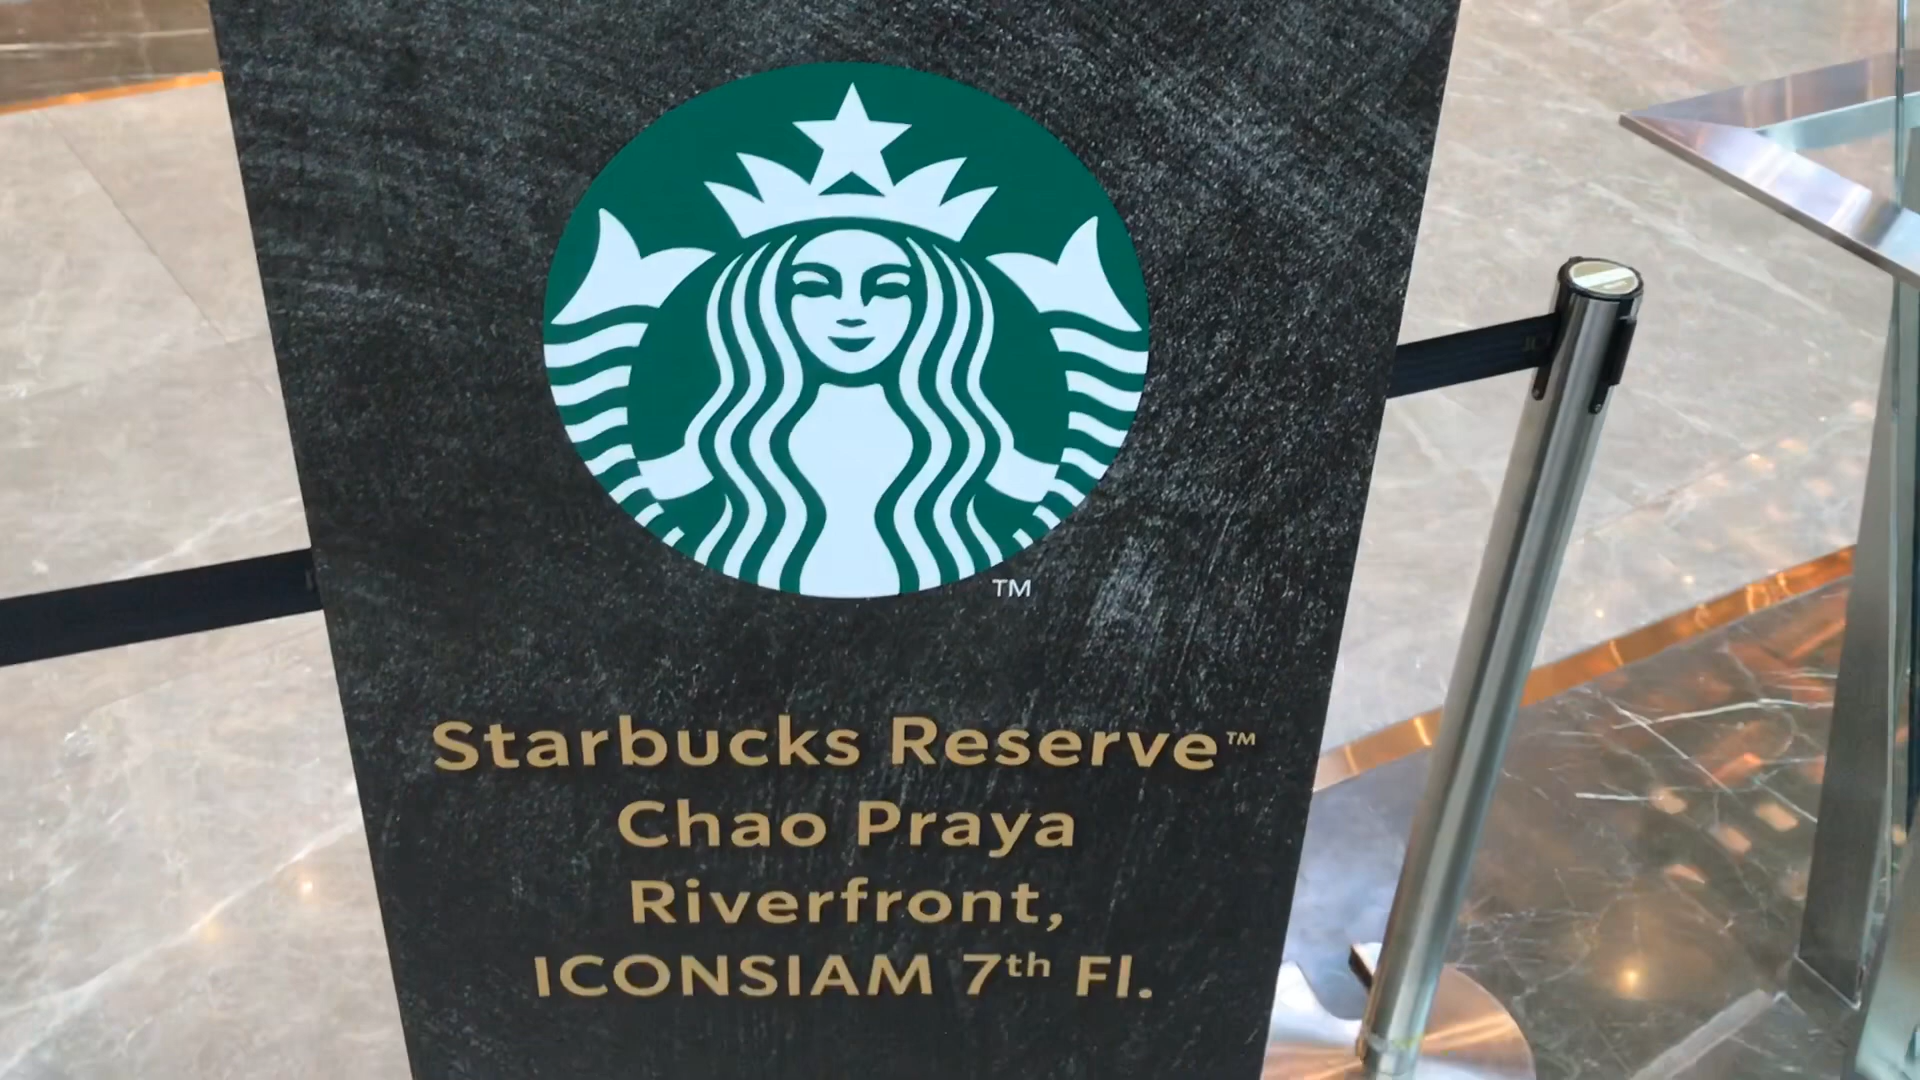 TM
Starbucks Reserve™
Chao Praya
Riverfront,
ICONSIAM 7th Fl.